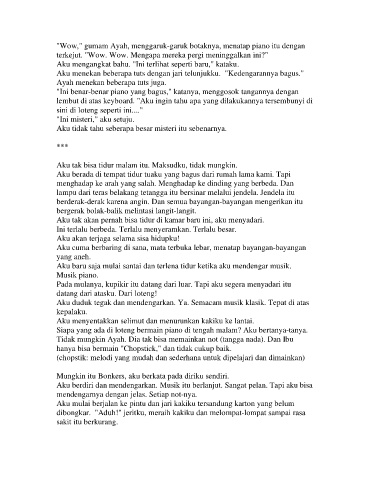 "Wow," gumam Ayah, menggaruk-garuk botaknya, menatap piano itu dengan
terkejut. "Wow. Wow. Mengapa mereka pergi meninggalkan ini?"
Aku mengangkat bahu. "Ini terlihat seperti baru," kataku.
Aku menekan beberapa tuts dengan jari telunjukku.  "Kedengarannya bagus."
Ayah menekan beberapa tuts juga.
"Ini benar-benar piano yang bagus," katanya, menggosok tangannya dengan
lembut di atas keyboard. "Aku ingin tahu apa yang dilakukannya tersembunyi di
sini di loteng seperti ini...."
"Ini misteri," aku setuju.
Aku tidak tahu seberapa besar misteri itu sebenarnya.
***
Aku tak bisa tidur malam itu. Maksudku, tidak mungkin.
Aku berada di tempat tidur tuaku yang bagus dari rumah lama kami. Tapi
menghadap ke arah yang salah. Menghadap ke dinding yang berbeda. Dan
lampu dari teras belakang tetangga itu bersinar melalui jendela. Jendela itu
berderak-derak karena angin. Dan semua bayangan-bayangan mengerikan itu
bergerak bolak-balik melintasi langit-langit.
Aku tak akan pernah bisa tidur di kamar baru ini, aku menyadari.
Ini terlalu berbeda. Terlalu menyeramkan. Terlalu besar.
Aku akan terjaga selama sisa hidupku!
Aku cuma berbaring di sana, mata terbuka lebar, menatap bayangan-bayangan
yang aneh.
Aku baru saja mulai santai dan terlena tidur ketika aku mendengar musik.
Musik piano.
Pada mulanya, kupikir itu datang dari luar. Tapi aku segera menyadari itu
datang dari atasku. Dari loteng!
Aku duduk tegak dan mendengarkan. Ya. Semacam musik klasik. Tepat di atas
kepalaku.
Aku menyentakkan selimut dan menurunkan kakiku ke lantai.
Siapa yang ada di loteng bermain piano di tengah malam? Aku bertanya-tanya.
Tidak mungkin Ayah. Dia tak bisa memainkan not (tangga nada). Dan Ibu
hanya bisa bermain "Chopstick," dan tidak cukup baik.
(chopstik: melodi yang mudah dan sederhana untuk dipelajari dan dimainkan)
Mungkin itu Bonkers, aku berkata pada diriku sendiri.
Aku berdiri dan mendengarkan. Musik itu berlanjut. Sangat pelan. Tapi aku bisa
mendengarnya dengan jelas. Setiap not-nya.
Aku mulai berjalan ke pintu dan jari kakiku tersandung karton yang belum
dibongkar.  "Aduh!" jeritku, meraih kakiku dan melompat-lompat sampai rasa
sakit itu berkurang.